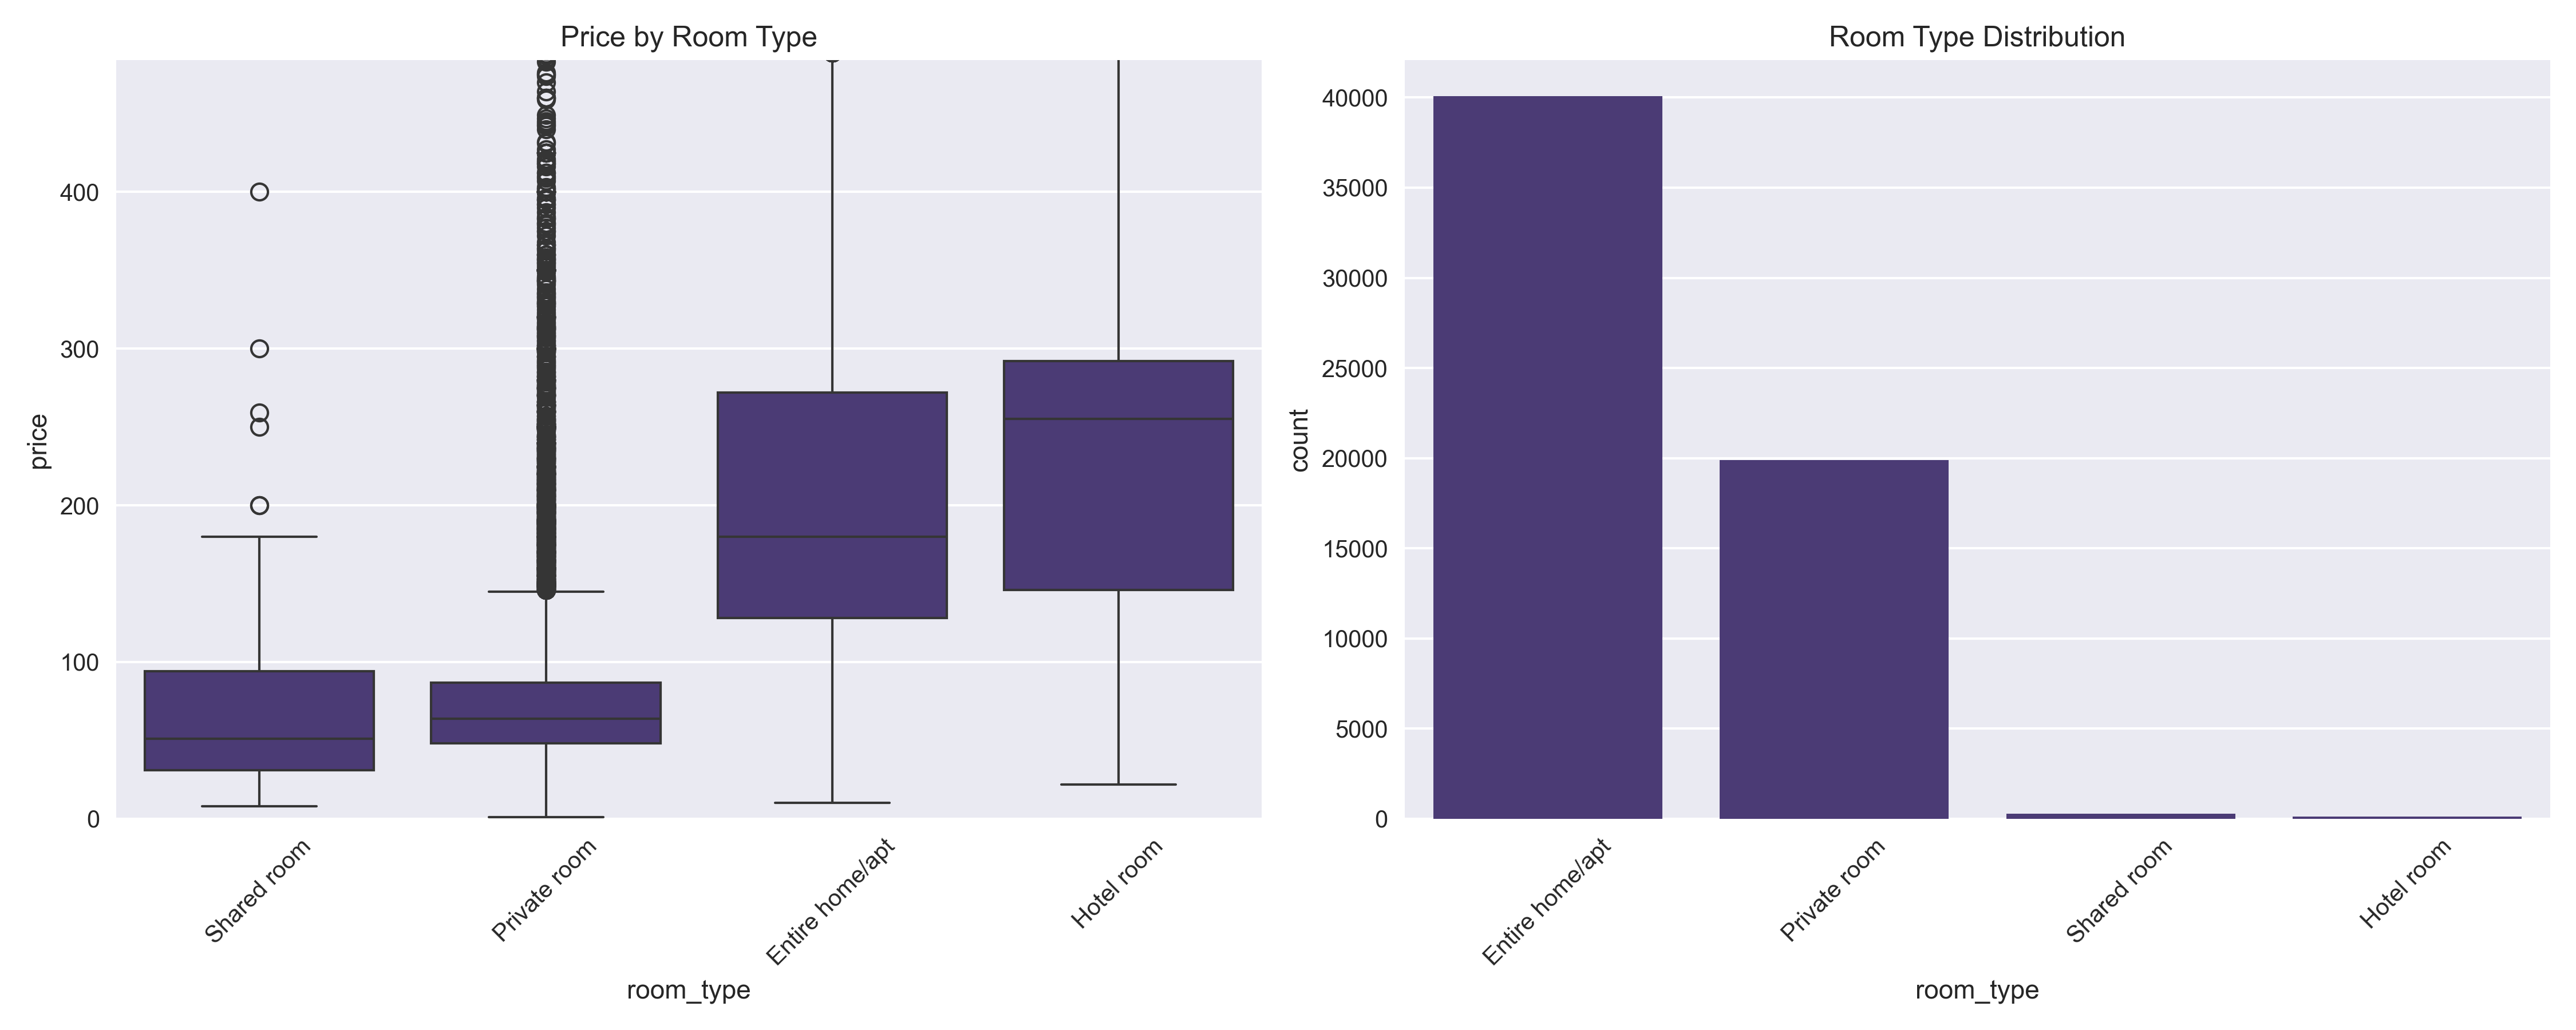 Price by Room Type
price
400
300
200
100
0
Shared room
Private room
Entire home/apt
Hotel room
room_type
Room Type Distribution
count
40000
35000
30000
25000
20000
15000
10000
5000
0
Entire home/apt
Private room
Shared room
Hotel room
room_type